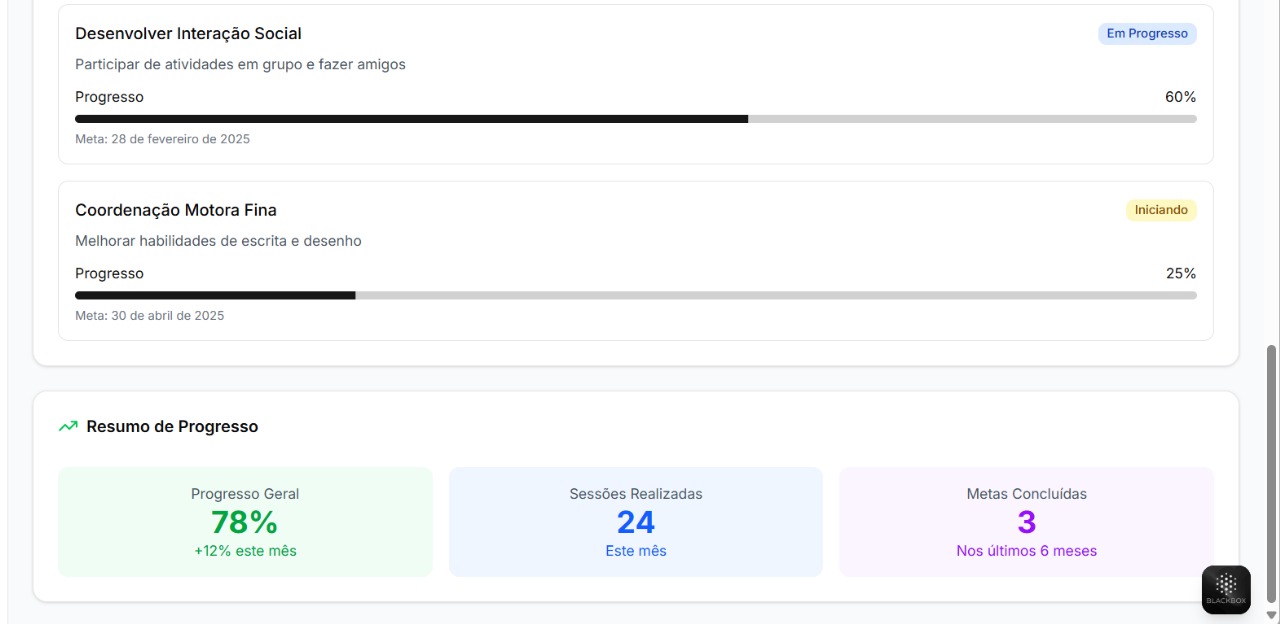 Desenvolver Interação Social
Em Progresso
Participar de atividades em grupo e fazer amigos
Progresso
60%
Meta: 28 de fevereiro de 2025
Coordenação Motora Fina
Iniciando
Melhorar habilidades de escrita e desenho
Progresso
25%
Meta: 30 de abril de 2025
Resumo de Progresso
Progresso Geral
78%
+12% este mês
Sessões Realizadas
24
Este mês
Metas Concluídas
3
Nos últimos 6 meses
BLACKBOX